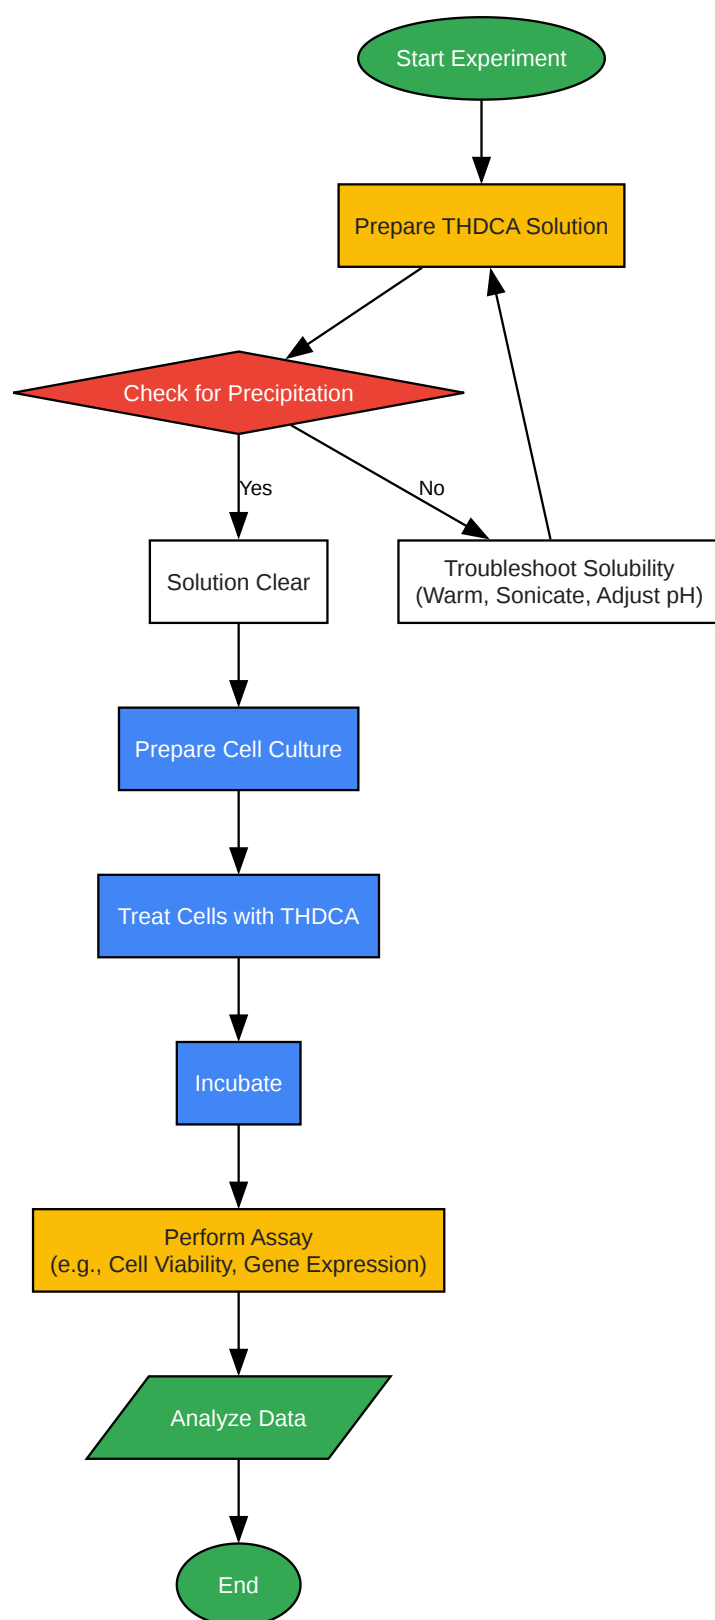 Start Experiment
Prepare THDCA Solution
Check for Precipitation
Yes
No
Solution Clear
Troubleshoot Solubility
(Warm, Sonicate, Adjust pH)
Prepare Cell Culture
Treat Cells with THDCA
Incubate
Perform Assay
(e.g., Cell Viability, Gene Expression)
Analyze Data
End